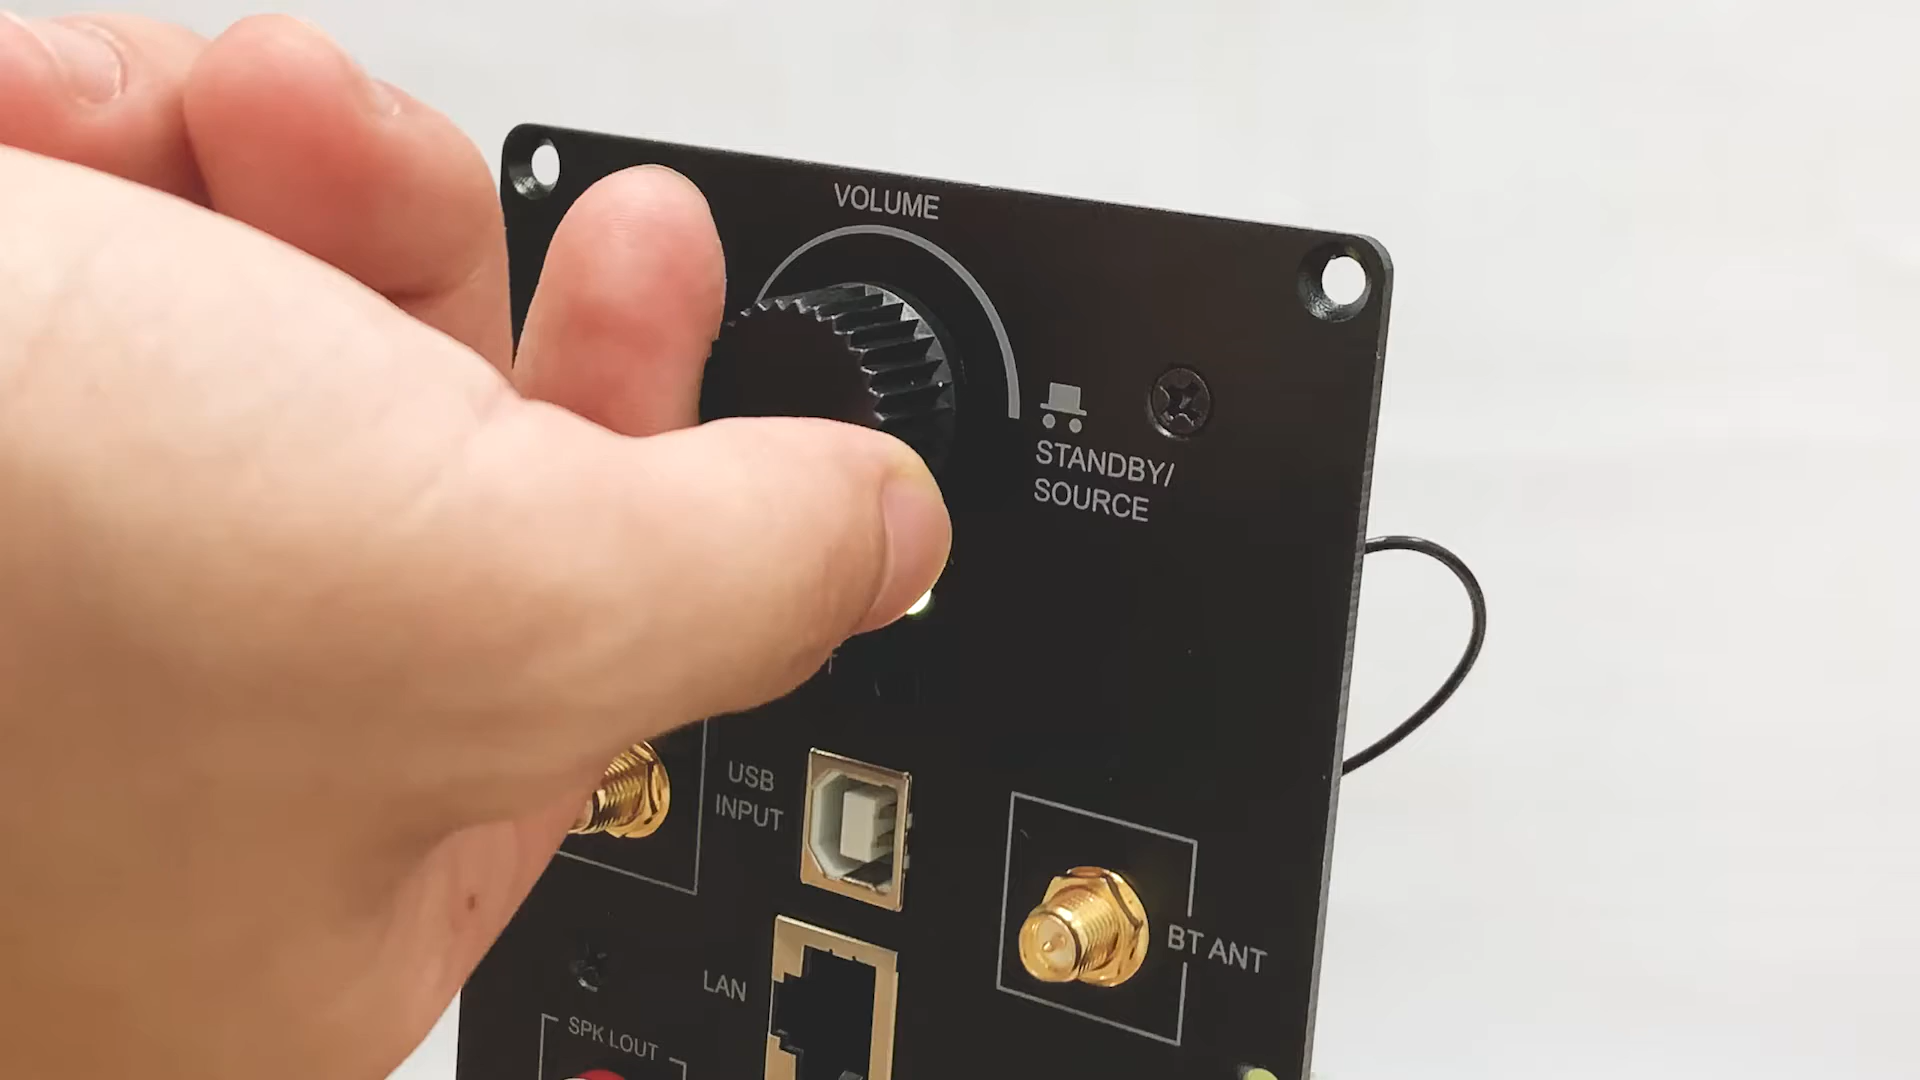 VOLUME
STANDBY/
SOURCE
USB
INPUT
BT ANT
LAN
SPK LOUT